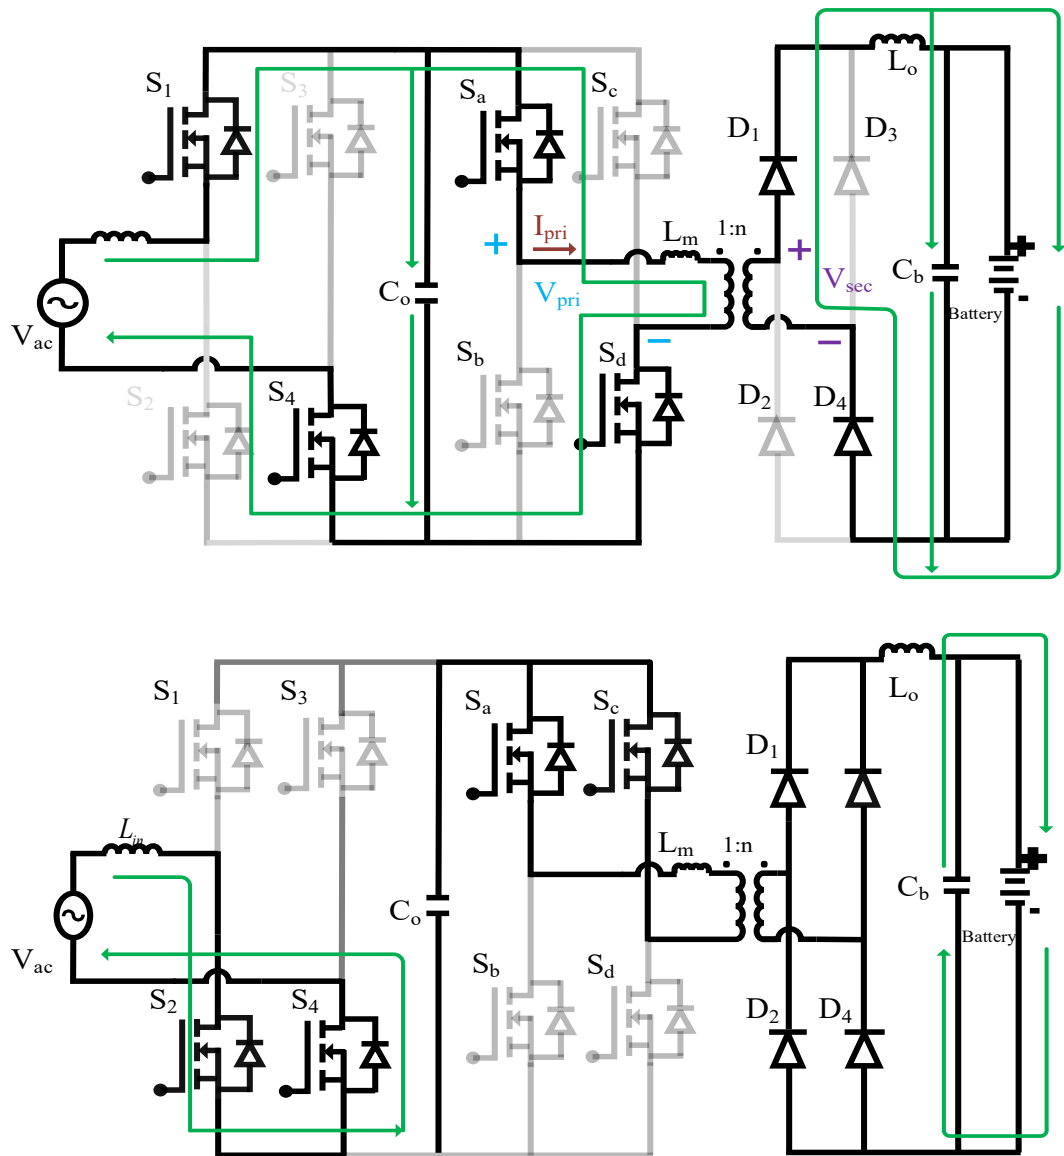 S1
S3
Sa
Sc
Lo
D1
D3
+
Ipri
Lm
1:n
+
+
Vpri
Co
Vsec
Cb
Battery
-
Vac
−
−
S2
S4
Sb
Sd
D2
D4
S1
S3
Sa
Sc
Lo
D1
Lin
Lm
1:n
+
Co
Cb
-
Battery
Vac
S2
S4
Sb
Sd
D2
D4